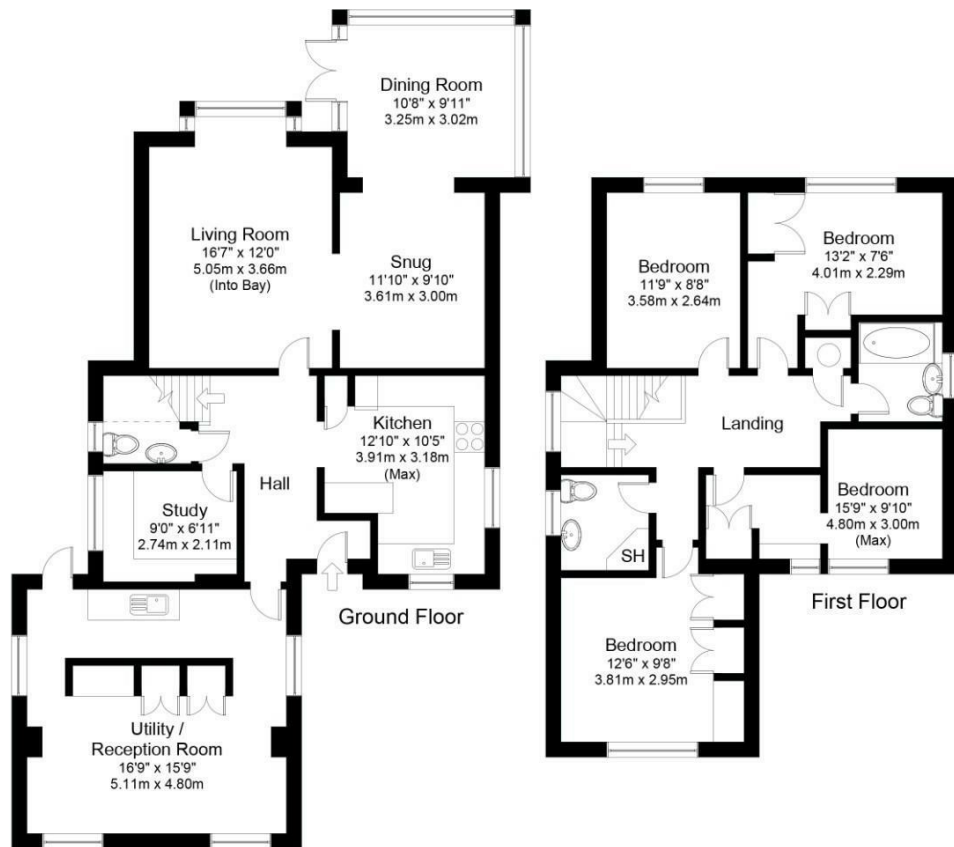 Dining Room
10'8" x 9'11"
3.25m x 3.02m
Living Room
16'7" x 12'0"
5.05m x 3.66m
(Into Bay)
Snug
11'10" x 9'10"
3.61m x 3.00m
Kitchen
12'10" x 10'5"
3.91m x 3.18m
(Max)
Hall
Study
9'0" x 6'11"
2.74m x 2.11m
Ground Floor
Utility /
Reception Room
16'9" x 15'9"
5.11m x 4.80m
Bedroom
11'9" x 8'8"
3.58m x 2.64m
Bedroom
13'2" x 7'6"
4.01m x 2.29m
Landing
Bedroom
15'9" x 9'10"
4.80m x 3.00m
(Max)
SH
First Floor
Bedroom
12'6" x 9'8"
3.81m x 2.95m